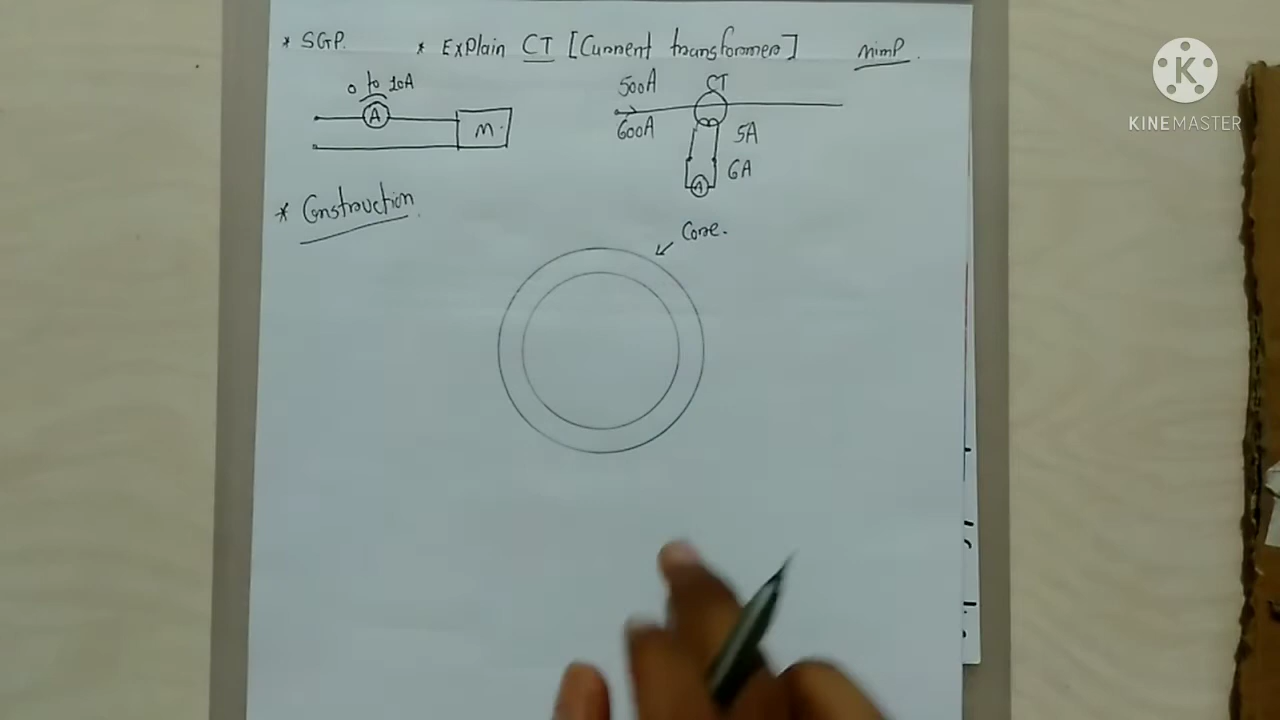 * SGP. * Explain CT [Current transformer] mimp.
0 to 10A
A
M.
500A CT
600A
5A
6A
A
* Construction.
Core.
K
KINEMASTER